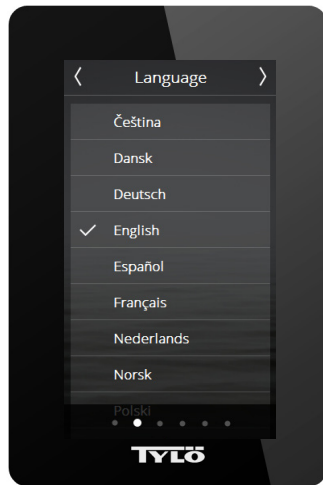 Language
Čeština
Dansk
Deutsch
English
Español
Français
Nederlands
Norsk
Polski
TYLÖ